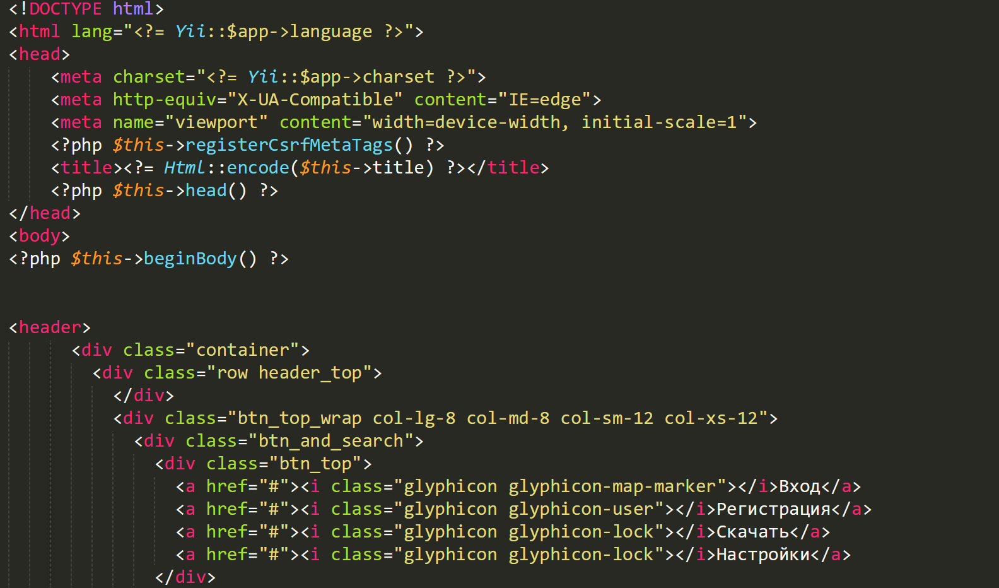 <!DOCTYPE html>
<html lang="<?= Yii::$app->language ?>">
<head>
    <meta charset="<?= Yii::$app->charset ?>">
    <meta http-equiv="X-UA-Compatible" content="IE=edge">
    <meta name="viewport" content="width=device-width, initial-scale=1">
    <?php $this->registerCsrfMetaTags() ?>
    <title><?= Html::encode($this->title) ?></title>
    <?php $this->head() ?>
</head>
<body>
<?php $this->beginBody() ?>
<header>
      <div class="container">
        <div class="row header_top">
          </div>
          <div class="btn_top_wrap col-lg-8 col-md-8 col-sm-12 col-xs-12">
            <div class="btn_and_search">
              <div class="btn_top">
                <a href="#"><i class="glyphicon glyphicon-map-marker"></i>Вход</a>
                <a href="#"><i class="glyphicon glyphicon-user"></i>Регистрация</a>
                <a href="#"><i class="glyphicon glyphicon-lock"></i>Скачать</a>
                <a href="#"><i class="glyphicon glyphicon-lock"></i>Настройки</a>
              </div>